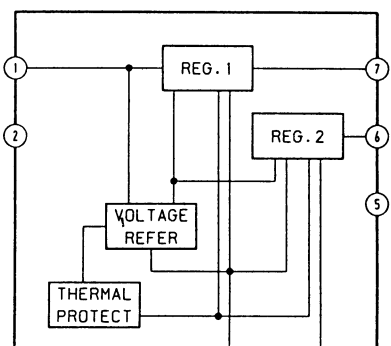 1
REG.1
7
2
REG.2
6
5
VOLTAGE
REFER
THERMAL
PROTECT